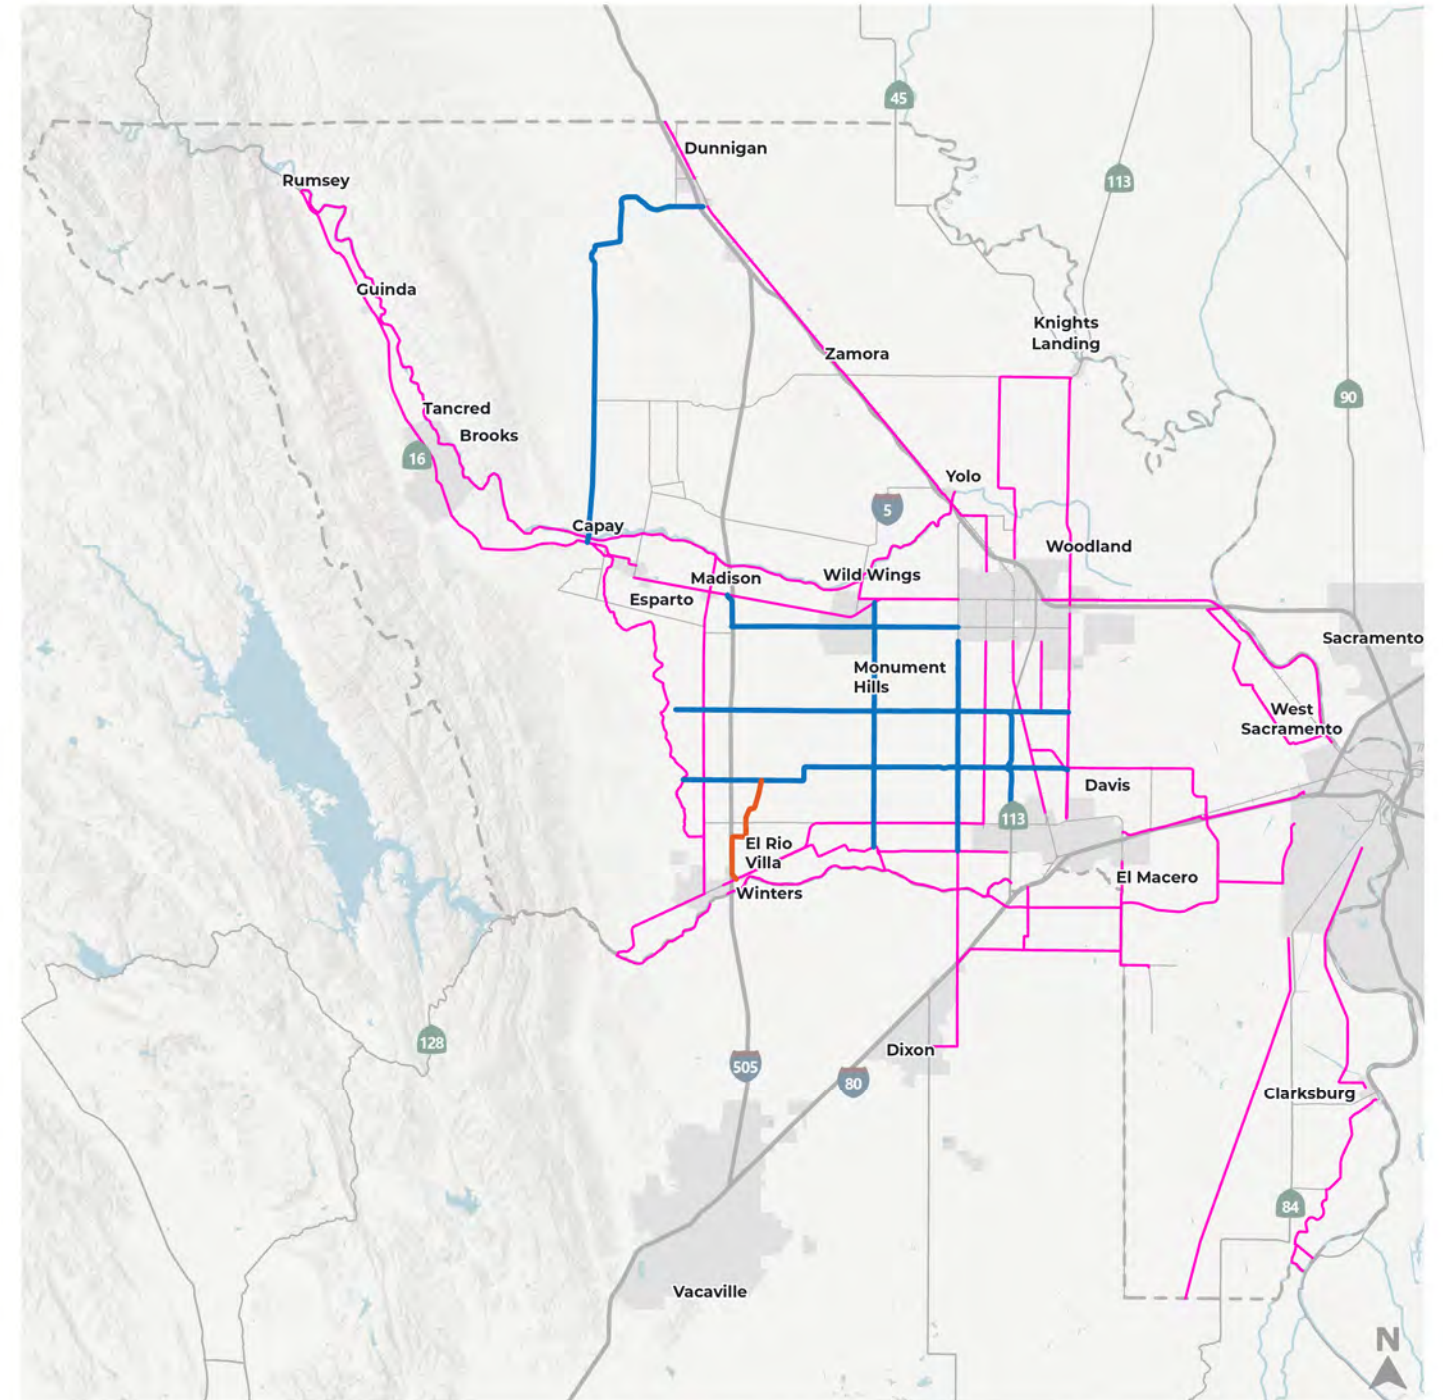 45
Dunnigan
113
Rumsey
Guinda
Knights
Landing
Zamora
90
Tancred
Brooks
16
Yolo
5
Capay
Woodland
Madison
Wild Wings
Esparto
Sacramento
Monument
Hills
West
Sacramento
Davis
113
El Rio
Villa
El Macero
Winters
128
Dixon
505
80
Clarksburg
84
Vacaville
N